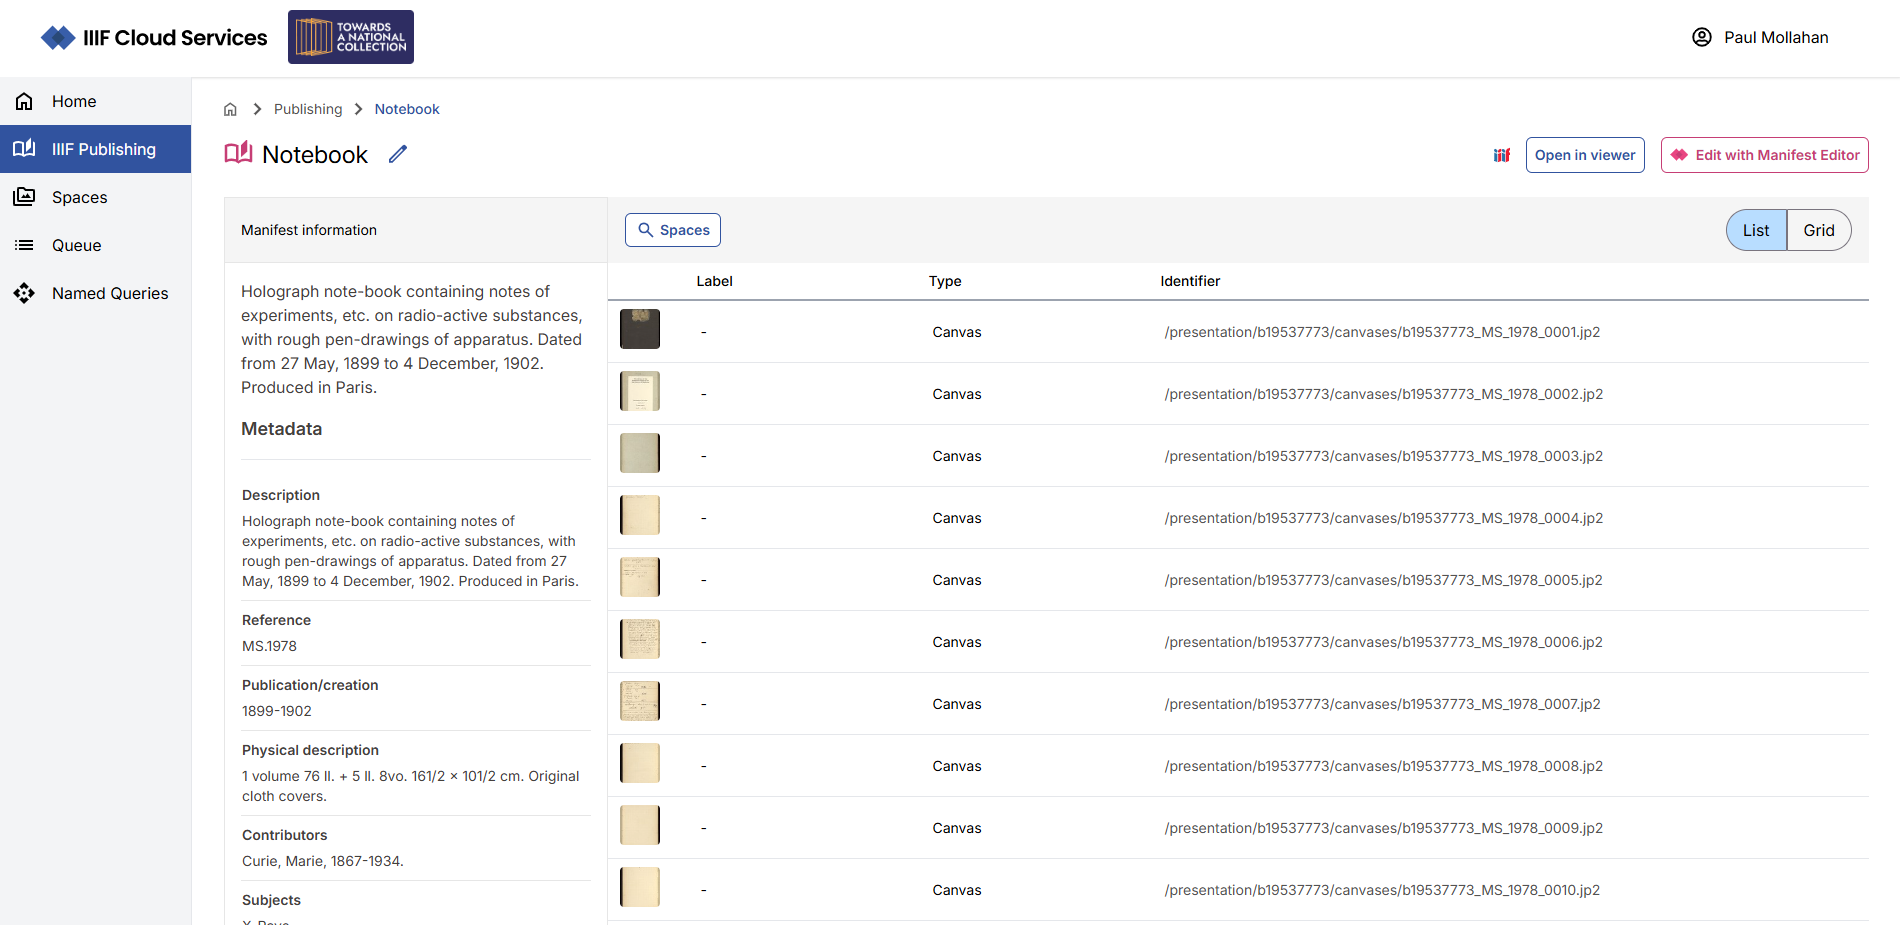 IIIF Cloud Services
TOWARDS
A NATIONAL
COLLECTION
Paul Mollahan
Home
IIIF Publishing
Spaces
Queue
Named Queries
Publishing
Notebook
Notebook
iiif
Open in viewer
Edit with Manifest Editor
Manifest information
Holograph note-book containing notes of
experiments, etc. on radio-active substances,
with rough pen-drawings of apparatus. Dated
from 27 May, 1899 to 4 December, 1902.
Produced in Paris.
Metadata
Description
Holograph note-book containing notes of
experiments, etc. on radio-active substances, with
rough pen-drawings of apparatus. Dated from 27
May, 1899 to 4 December, 1902. Produced in Paris.
Reference
MS.1978
Publication/creation
1899-1902
Physical description
1 volume 76 ll. + 5 ll. 8vo. 161/2 × 101/2 cm. Original
cloth covers.
Contributors
Curie, Marie, 1867-1934.
Subjects
Spaces
List Grid
Label Type Identifier
- Canvas /presentation/b19537773/canvases/b19537773_MS_1978_0001.jp2
- Canvas /presentation/b19537773/canvases/b19537773_MS_1978_0002.jp2
- Canvas /presentation/b19537773/canvases/b19537773_MS_1978_0003.jp2
- Canvas /presentation/b19537773/canvases/b19537773_MS_1978_0004.jp2
- Canvas /presentation/b19537773/canvases/b19537773_MS_1978_0005.jp2
- Canvas /presentation/b19537773/canvases/b19537773_MS_1978_0006.jp2
- Canvas /presentation/b19537773/canvases/b19537773_MS_1978_0007.jp2
- Canvas /presentation/b19537773/canvases/b19537773_MS_1978_0008.jp2
- Canvas /presentation/b19537773/canvases/b19537773_MS_1978_0009.jp2
- Canvas /presentation/b19537773/canvases/b19537773_MS_1978_0010.jp2